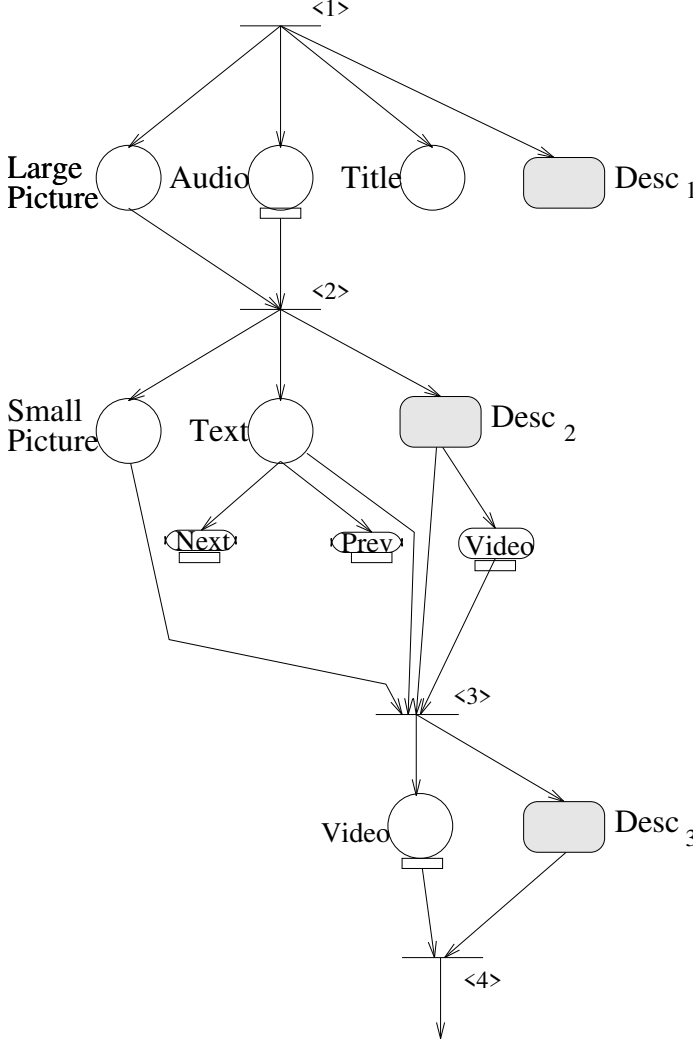 <1>
Large
Picture
Audio
Title
Desc 1
<2>
Small
Picture
Text
Desc 2
Next
Prev
Video
<3>
Video
Desc 3
<4>